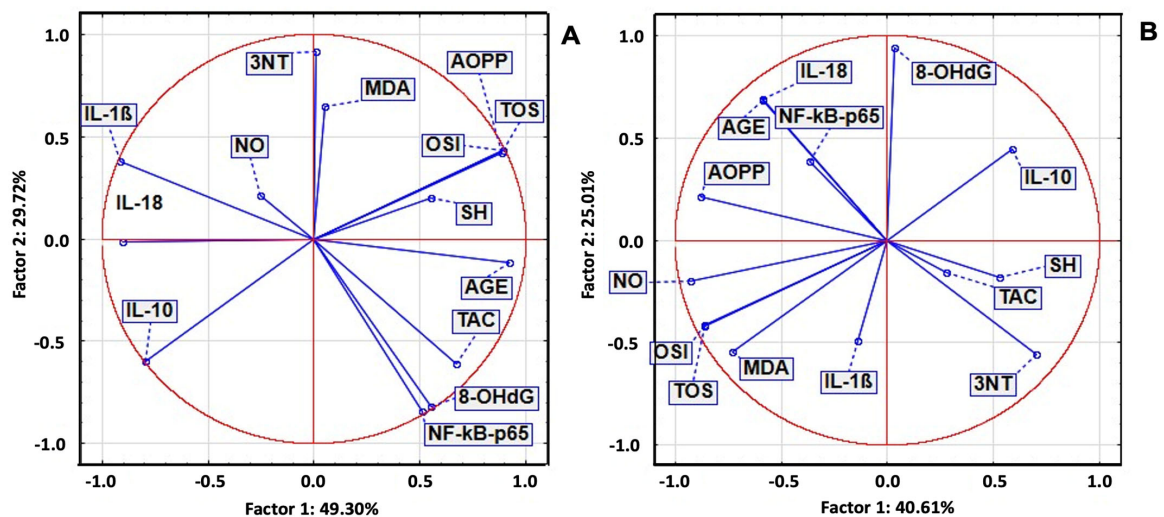 A
1.0
0.5
0.0
-0.5
-1.0
Factor 2: 29.72%
3NT
AOPP
MDA
TOS
IL-1ß
OSI
NO
IL-18
SH
AGE
IL-10
TAC
8-OHdG
NF-kB-p65
-1.0 -0.5 0.0 0.5 1.0
Factor 1: 49.30%
B
1.0
0.5
0.0
-0.5
-1.0
Factor 2: 25.01%
IL-18
8-OHdG
NF-kB-p65
AGE
AOPP
IL-10
SH
NO
TAC
OSI
MDA
IL-1ß
3NT
TOS
-1.0 -0.5 0.0 0.5 1.0
Factor 1: 40.61%